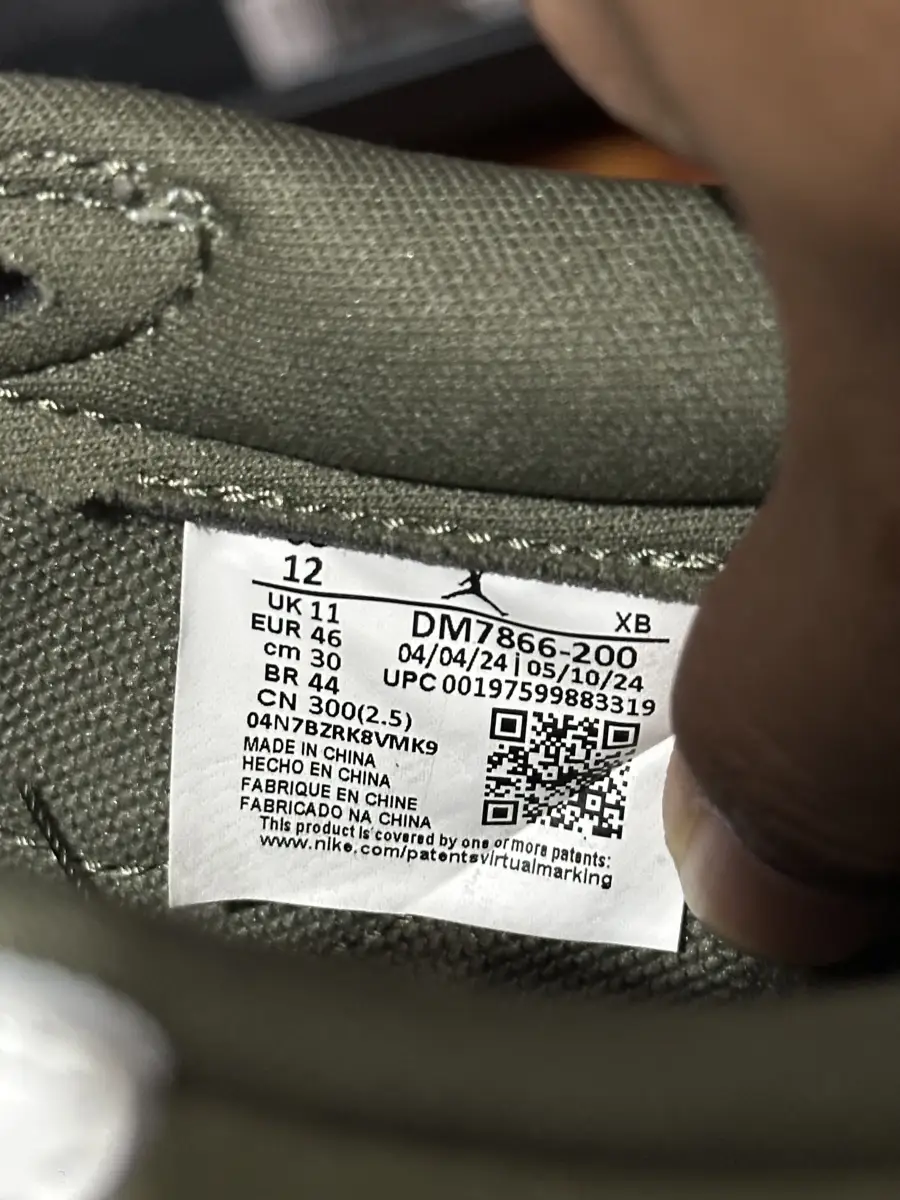 12
UK 11
EUR 46
cm 30
BR 44
CN 300(2.5)
04N7BZRK8VMK9
XB
DM7866-200
04/04/24 | 05/10/24
UPC 00197599883319
MADE IN CHINA
HECHO EN CHINA
FABRIQUE EN CHINE
FABRICADO NA CHINA
This product is covered by one or more patents:
www.nike.com/patentsvirtualmarking